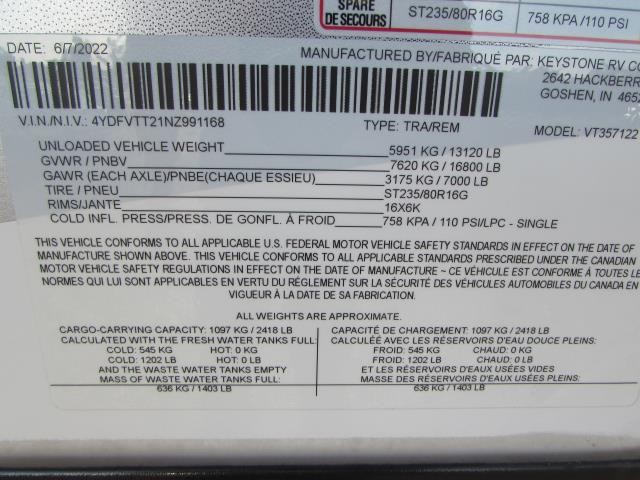 SPARE
DE SECOURS
ST235/80R16G
758 KPA /110 PSI
DATE: 6/7/2022
MANUFACTURED BY/FABRIQUÉ PAR: KEYSTONE RV CO
2642 HACKBERR
GOSHEN, IN 4652
V.I.N./N.I.V.: 4YDFVTT21NZ991168
TYPE: TRA/REM
MODEL: VT357122
UNLOADED VEHICLE WEIGHT 5951 KG / 13120 LB
GVWR / PNBV 7620 KG / 16800 LB
GAWR (EACH AXLE)/PNBE(CHAQUE ESSIEU) 3175 KG / 7000 LB
TIRE / PNEU ST235/80R16G
RIMS/JANTE 16X6K
COLD INFL. PRESS/PRESS. DE GONFL. À FROID 758 KPA / 110 PSI/LPC - SINGLE
THIS VEHICLE CONFORMS TO ALL APPLICABLE U.S. FEDERAL MOTOR VEHICLE SAFETY STANDARDS IN EFFECT ON THE DATE OF
MANUFACTURE SHOWN ABOVE. THIS VEHICLE CONFORMS TO ALL APPLICABLE STANDARDS PRESCRIBED UNDER THE CANADIAN
MOTOR VEHICLE SAFETY REGULATIONS IN EFFECT ON THE DATE OF MANUFACTURE ~ CE VÉHICULE EST CONFORME À TOUTES LE
NORMES QUI LUI SONT APPLICABLES EN VERTU DU RÉGLEMENT SUR LA SÉCURITÉ DES VÉHICULES AUTOMOBILES DU CANADA EN
VIGUEUR À LA DATE DE SA FABRICATION.
ALL WEIGHTS ARE APPROXIMATE.
CARGO-CARRYING CAPACITY: 1097 KG / 2418 LB
CALCULATED WITH THE FRESH WATER TANKS FULL:
COLD: 545 KG HOT: 0 KG
COLD: 1202 LB HOT: 0 LB
AND THE WASTE WATER TANKS EMPTY
MASS OF WASTE WATER TANKS FULL:
636 KG / 1403 LB
CAPACITÉ DE CHARGEMENT: 1097 KG / 2418 LB
CALCULÉE AVEC LES RÉSERVOIRS D'EAU DOUCE PLEINS:
FROID: 545 KG CHAUD: 0 KG
FROID: 1202 LB CHAUD: 0 LB
ET LES RÉSERVOIRS D'EAUX USÉES VIDES
MASSE DES RÉSERVOIRS D'EAUX USÉES PLEINS:
636 KG / 1403 LB